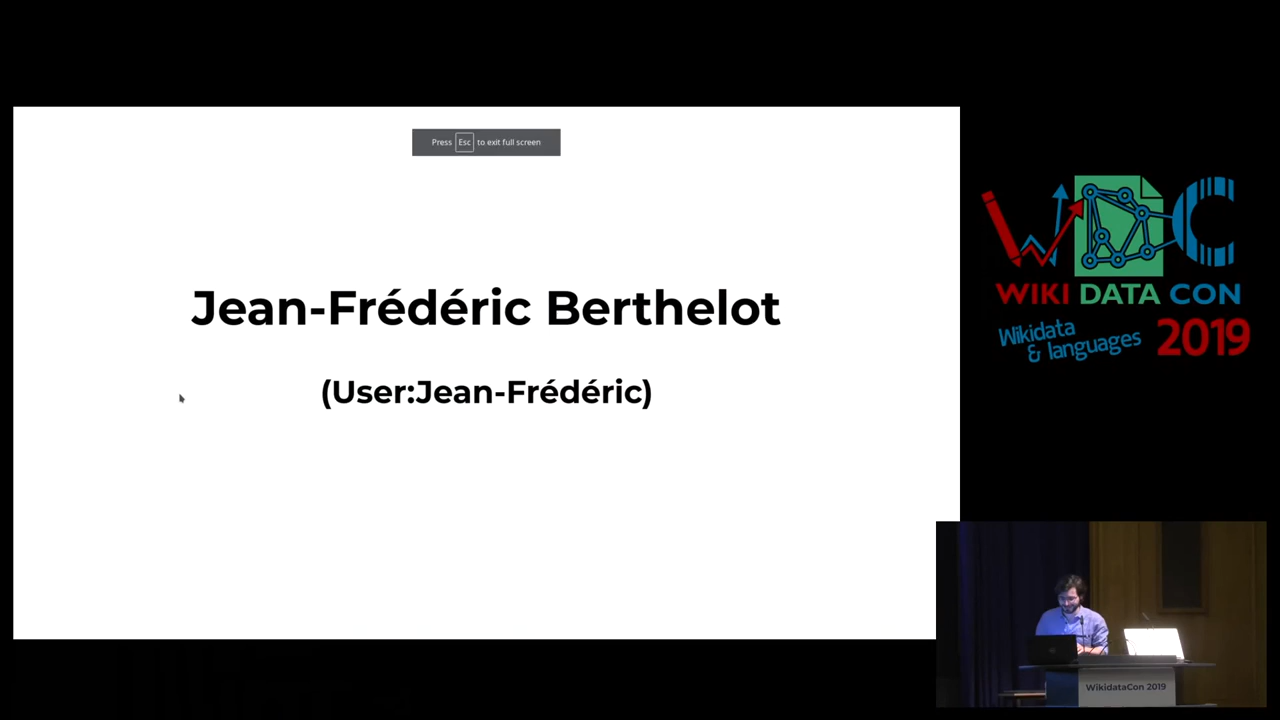 Press Esc to exit full screen
Jean-Frédéric Berthelot
(User:Jean-Frédéric)
WDC
WIKI DATA CON
Wikidata
& languages
2019
WikidataCon 2019